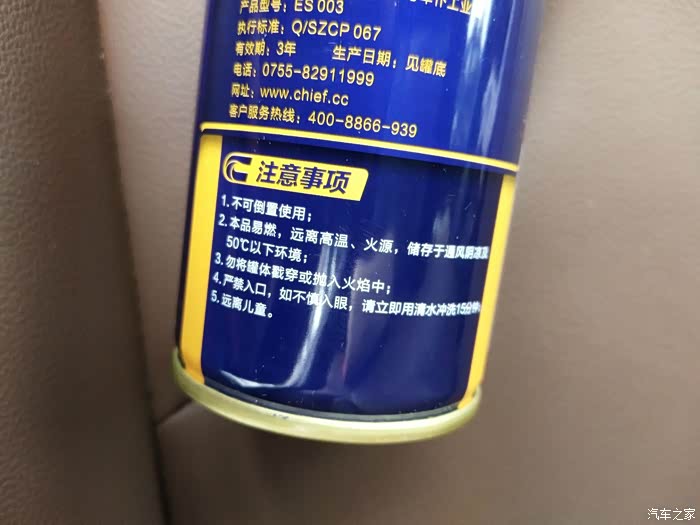 产品型号：ES 003
执行标准：Q/SZCP 067
有效期：3年 生产日期：见罐底
电话：0755-82911999
网址：www.chief.cc
客户服务热线：400-8866-939
注意事项
1.不可倒置使用；
2.本品易燃，远离高温、火源，储存于通风阴凉及
50℃以下环境；
3.勿将罐体戳穿或抛入火焰中；
4.严禁入口，如不慎入眼，请立即用清水冲洗15分钟；
5.远离儿童。
汽车之家